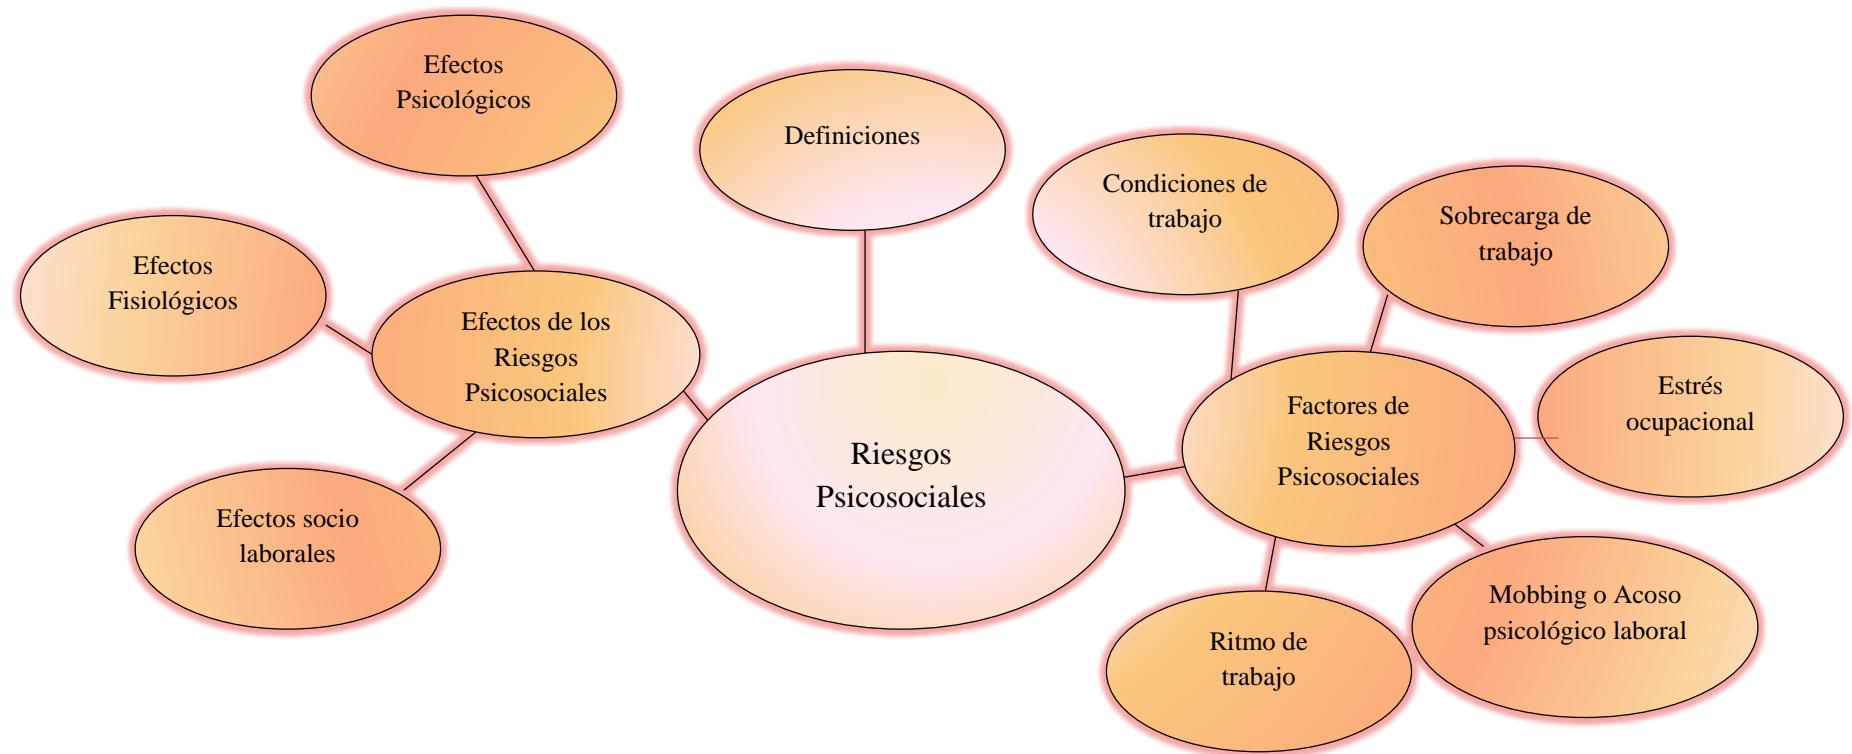 Efectos
Psicológicos
Definiciones
Condiciones de
trabajo
Sobrecarga de
trabajo
Efectos
Fisiológicos
Efectos de los
Riesgos
Psicosociales
Estrés
ocupacional
Factores de
Riesgos
Psicosociales
Riesgos
Psicosociales
Efectos socio
laborales
Mobbing o Acoso
psicológico laboral
Ritmo de
trabajo